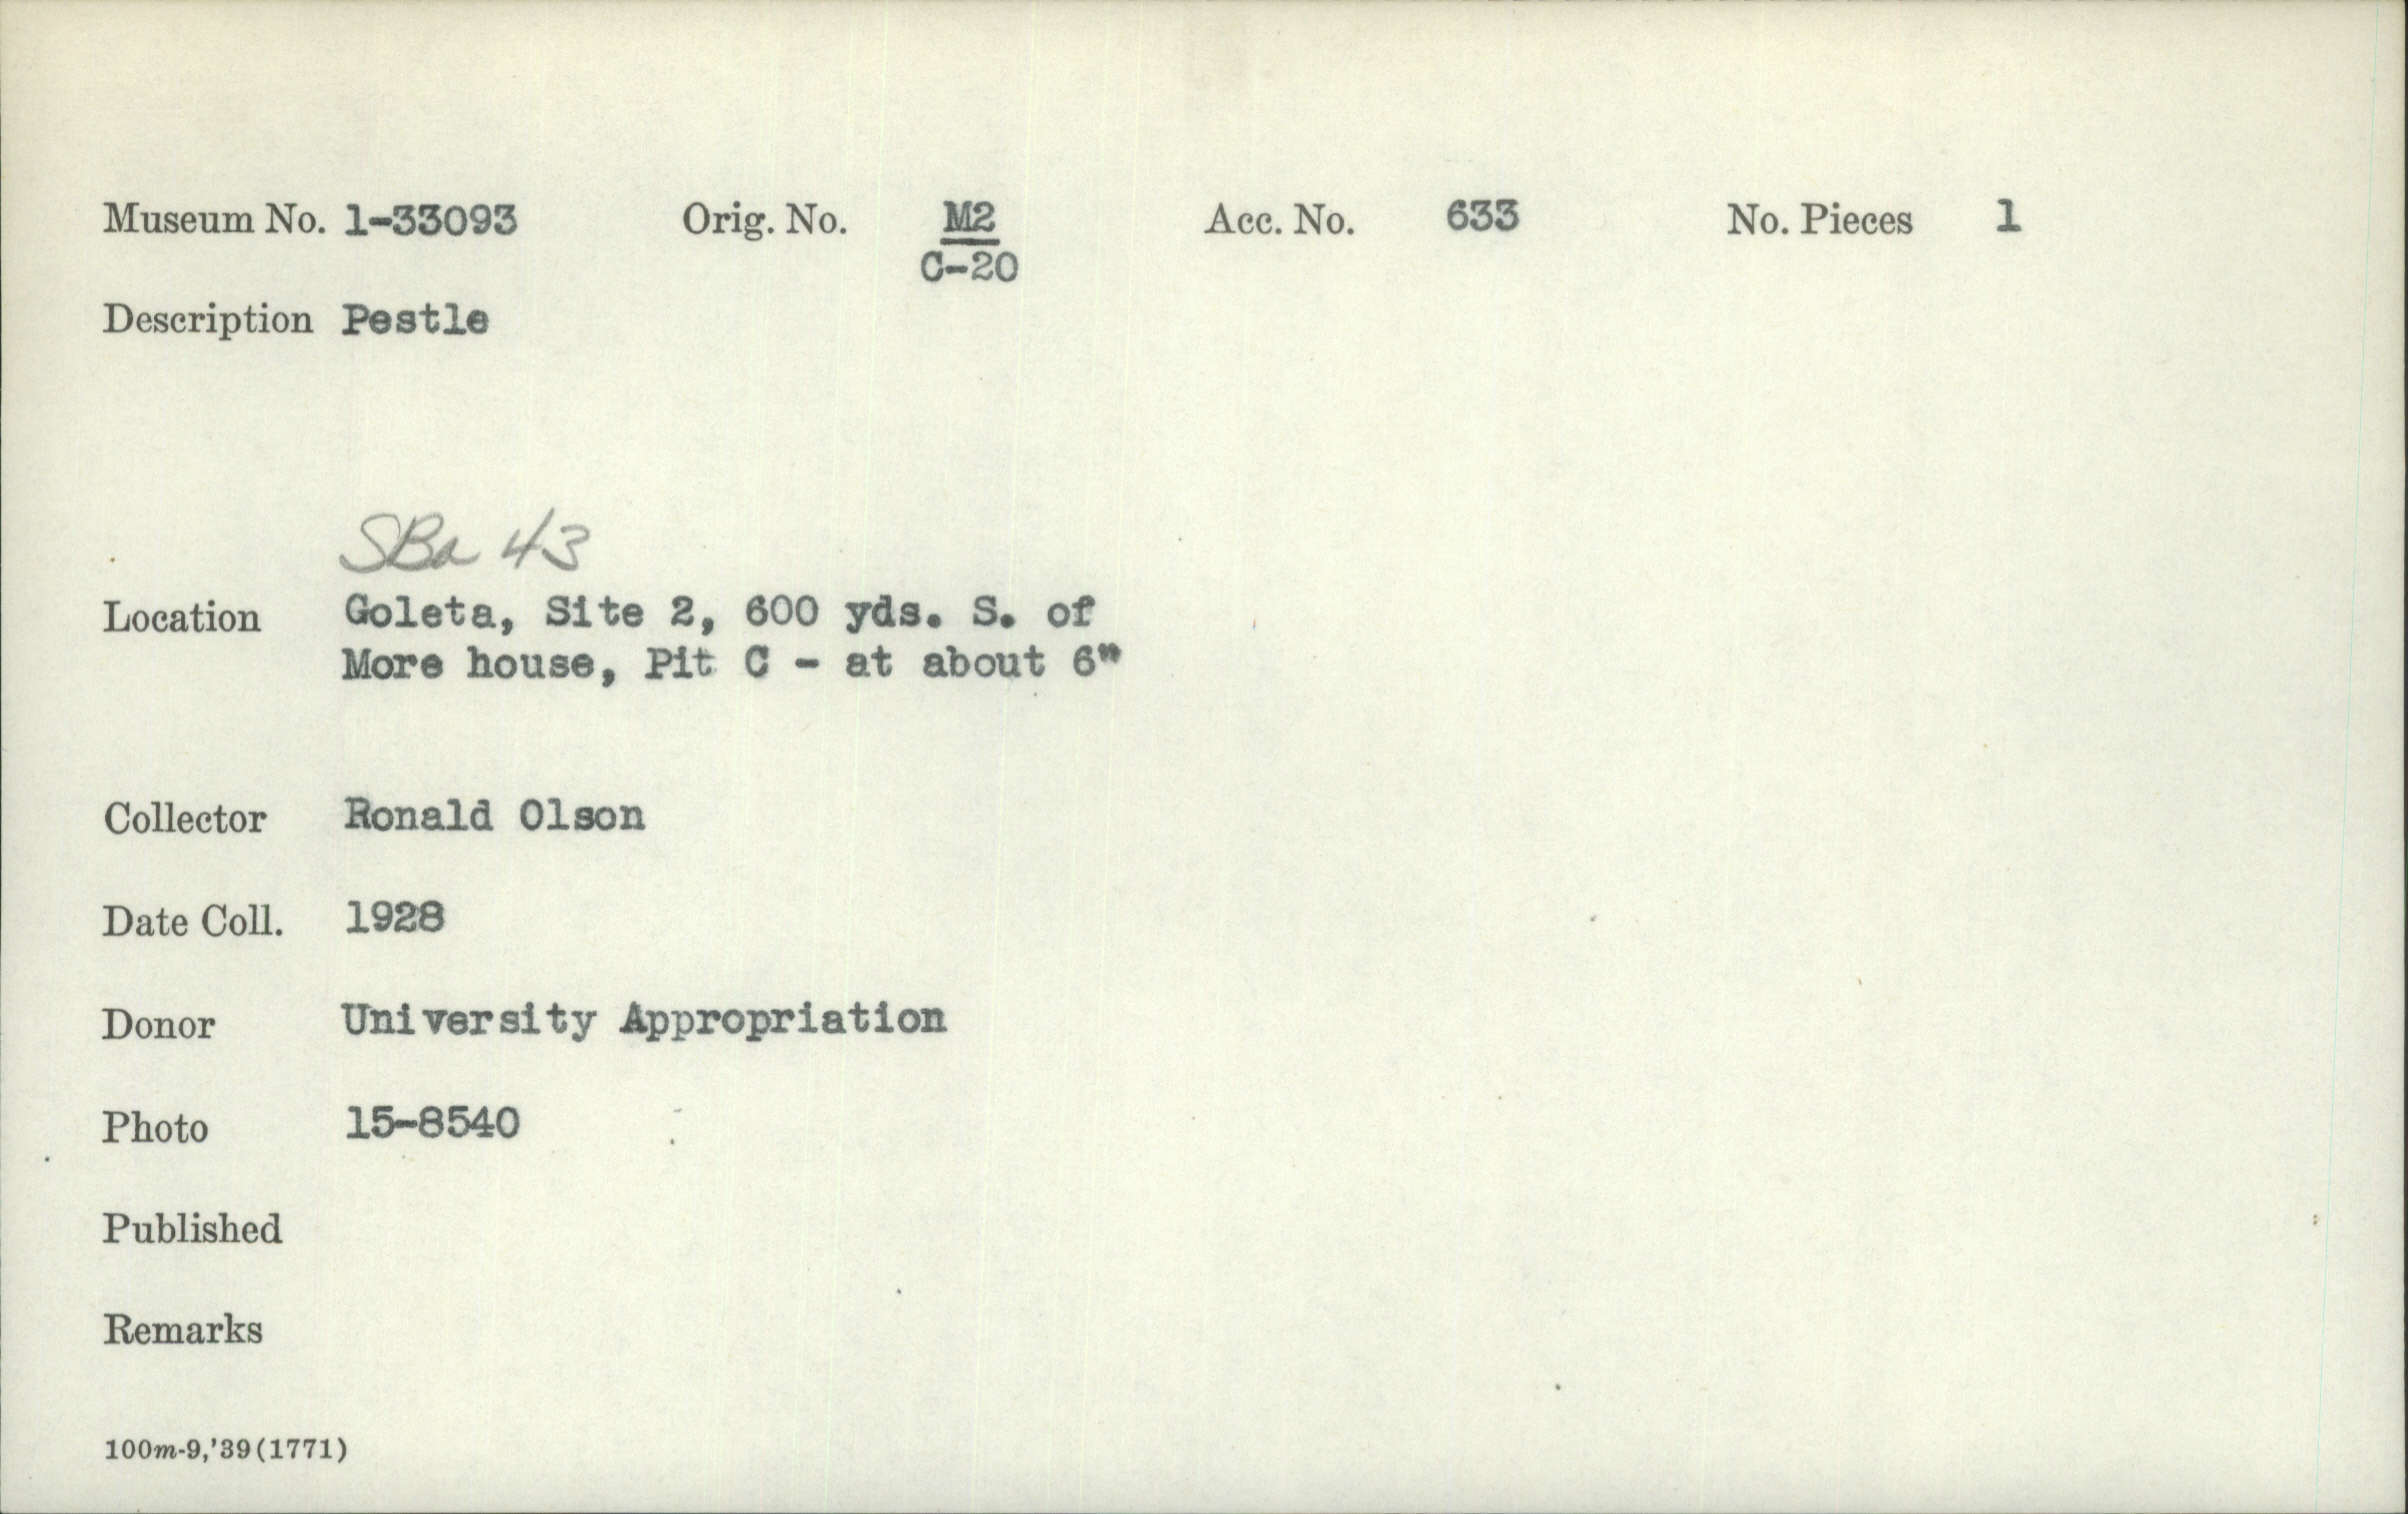 Museum No. 1-33093 Orig. No. M2 Acc. No. 633 No. Pieces 1
C-20
Description Pestle
SBa 43
Location Goleta, Site 2, 600 yds. S. of
More house, Pit C - at about 6"
Collector Ronald Olson
Date Coll. 1928
Donor University Appropriation
Photo 15-8540
Published
Remarks
100m-9,'39(1771)